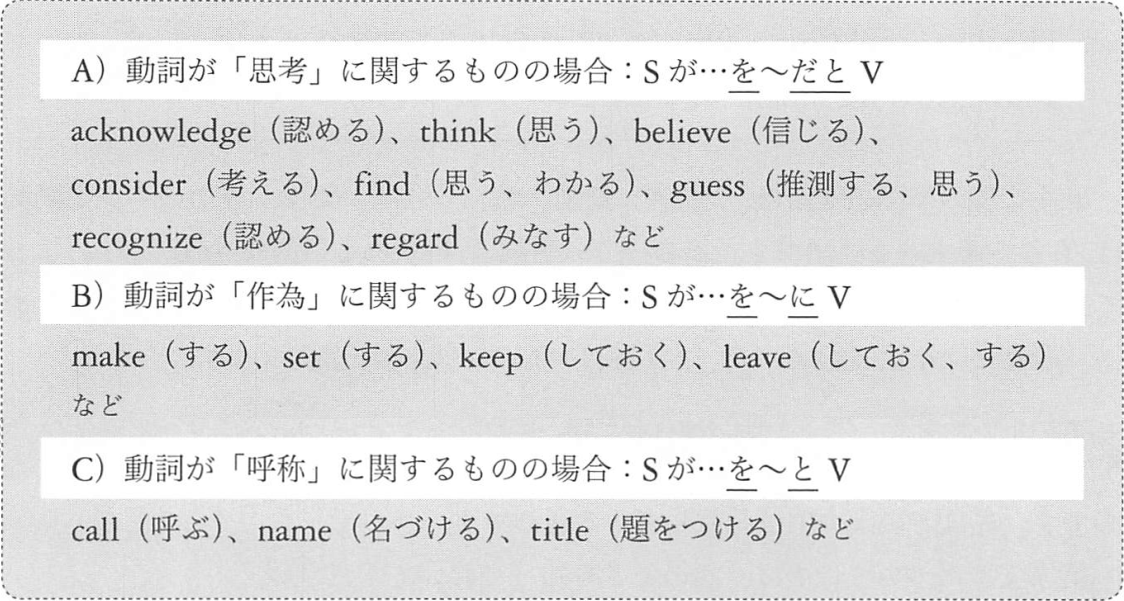 A）動詞が「思考」に関するものの場合：S が…を〜だと V
acknowledge（認める）、think（思う）、believe（信じる）、
consider（考える）、find（思う、わかる）、guess（推測する、思う）、
recognize（認める）、regard（みなす）など
B）動詞が「作為」に関するものの場合：S が…を〜に V
make（する）、set（する）、keep（しておく）、leave（しておく、する）
など
C）動詞が「呼称」に関するものの場合：S が…を〜と V
call（呼ぶ）、name（名づける）、title（題をつける）など